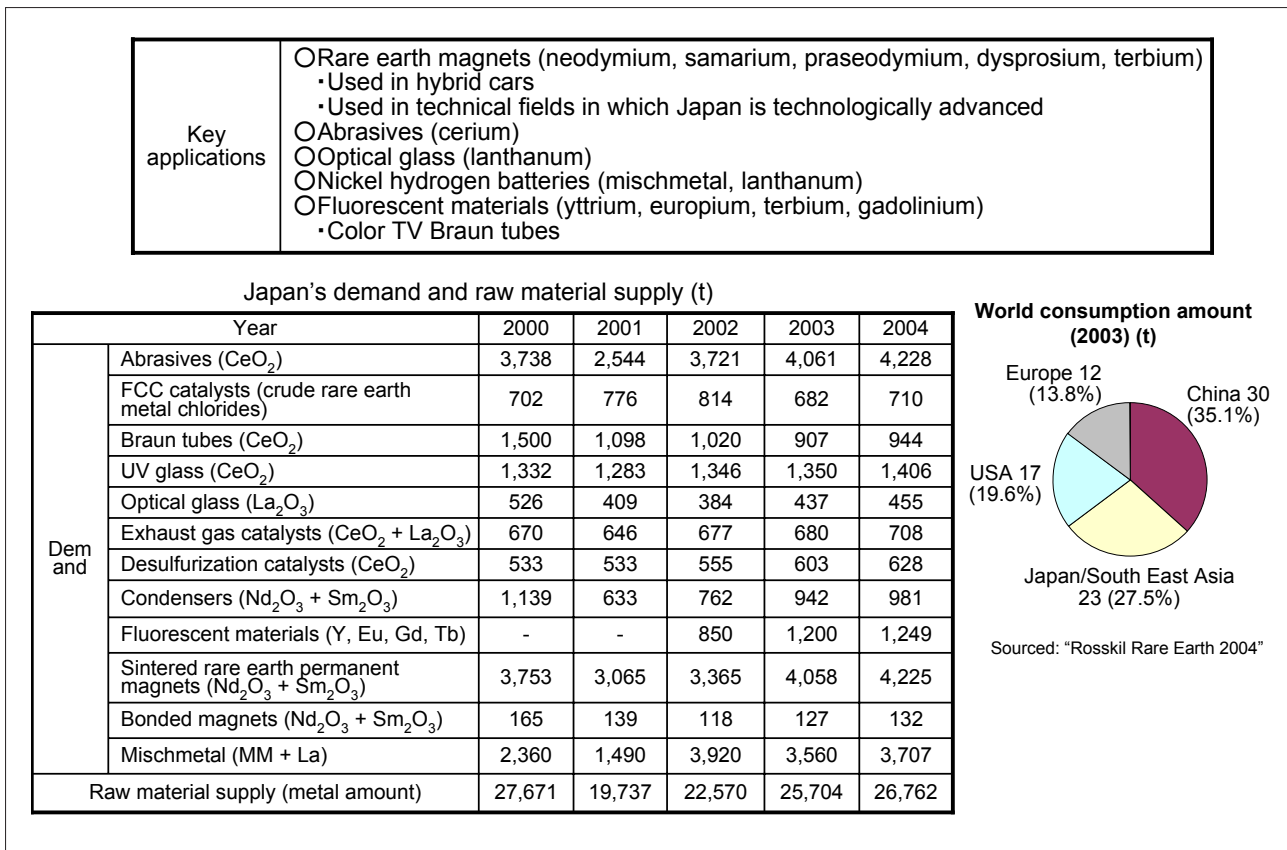 Key
applications
○Rare earth magnets (neodymium, samarium, praseodymium, dysprosium, terbium)
・Used in hybrid cars
・Used in technical fields in which Japan is technologically advanced
○Abrasives (cerium)
○Optical glass (lanthanum)
○Nickel hydrogen batteries (mischmetal, lanthanum)
○Fluorescent materials (yttrium, europium, terbium, gadolinium)
・Color TV Braun tubes
Japan's demand and raw material supply (t)
Year 2000 2001 2002 2003 2004
Dem
and
Abrasives (CeO₂) 3,738 2,544 3,721 4,061 4,228
FCC catalysts (crude rare earth
metal chlorides) 702 776 814 682 710
Braun tubes (CeO₂) 1,500 1,098 1,020 907 944
UV glass (CeO₂) 1,332 1,283 1,346 1,350 1,406
Optical glass (La₂O₃) 526 409 384 437 455
Exhaust gas catalysts (CeO₂ + La₂O₃) 670 646 677 680 708
Desulfurization catalysts (CeO₂) 533 533 555 603 628
Condensers (Nd₂O₃ + Sm₂O₃) 1,139 633 762 942 981
Fluorescent materials (Y, Eu, Gd, Tb) - - 850 1,200 1,249
Sintered rare earth permanent
magnets (Nd₂O₃ + Sm₂O₃) 3,753 3,065 3,365 4,058 4,225
Bonded magnets (Nd₂O₃ + Sm₂O₃) 165 139 118 127 132
Mischmetal (MM + La) 2,360 1,490 3,920 3,560 3,707
Raw material supply (metal amount) 27,671 19,737 22,570 25,704 26,762
World consumption amount
(2003) (t)
Europe 12
(13.8%)
China 30
(35.1%)
USA 17
(19.6%)
Japan/South East Asia
23 (27.5%)
Sourced: "Rosskil Rare Earth 2004"